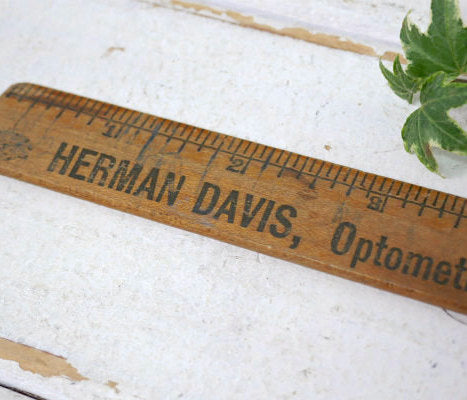 1 2 3
HERMAN DAVIS, Optomet